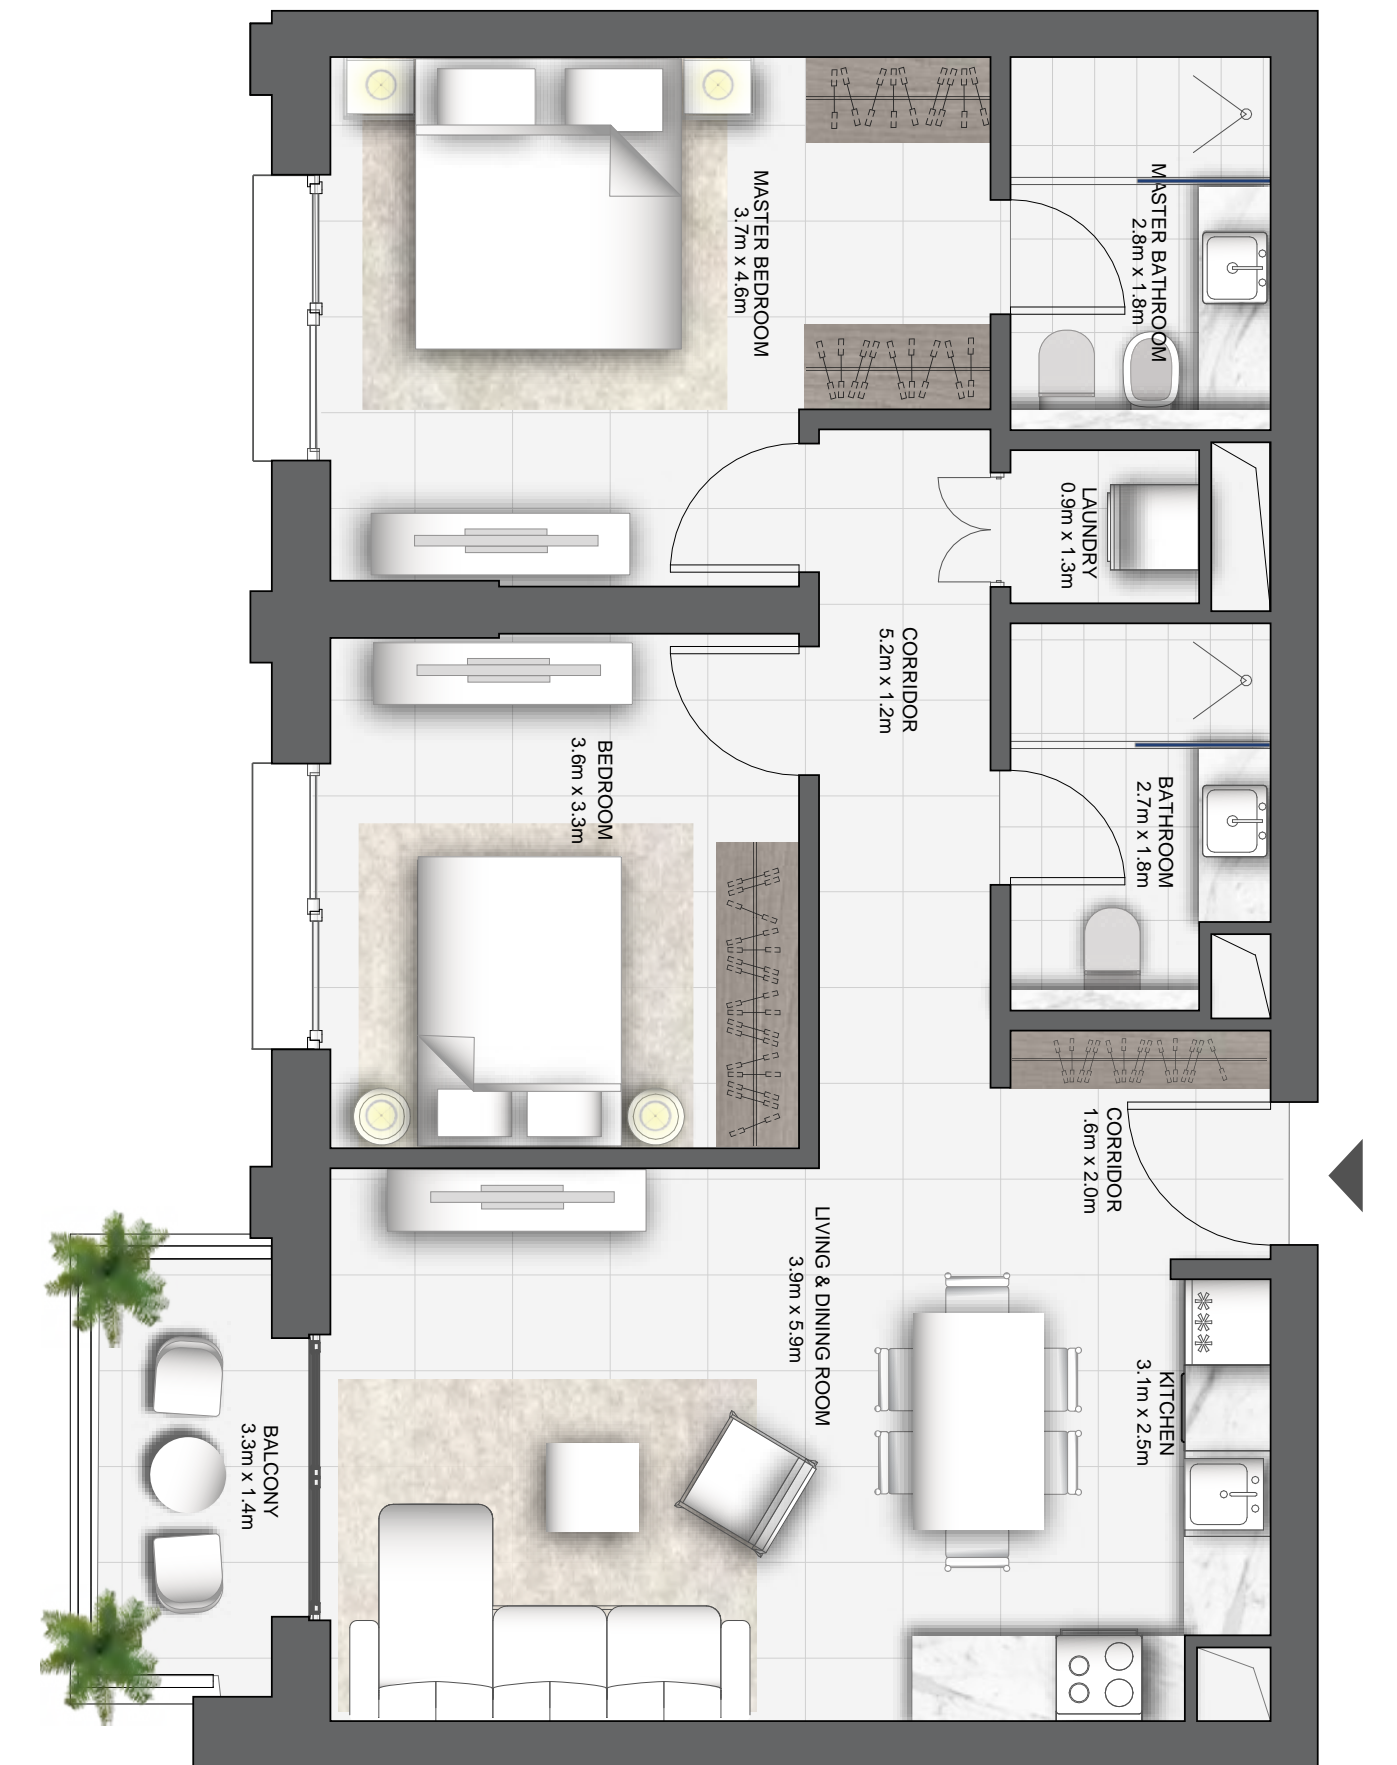 MASTER BEDROOM
3.7m x 4.6m
MASTER BATHROOM
2.8m x 1.8m
LAUNDRY
0.9m x 1.3m
CORRIDOR
5.2m x 1.2m
BEDROOM
3.6m x 3.3m
BATHROOM
2.7m x 1.8m
CORRIDOR
1.6m x 2.0m
LIVING & DINING ROOM
3.9m x 5.9m
KITCHEN
3.1m x 2.5m
BALCONY
3.3m x 1.4m